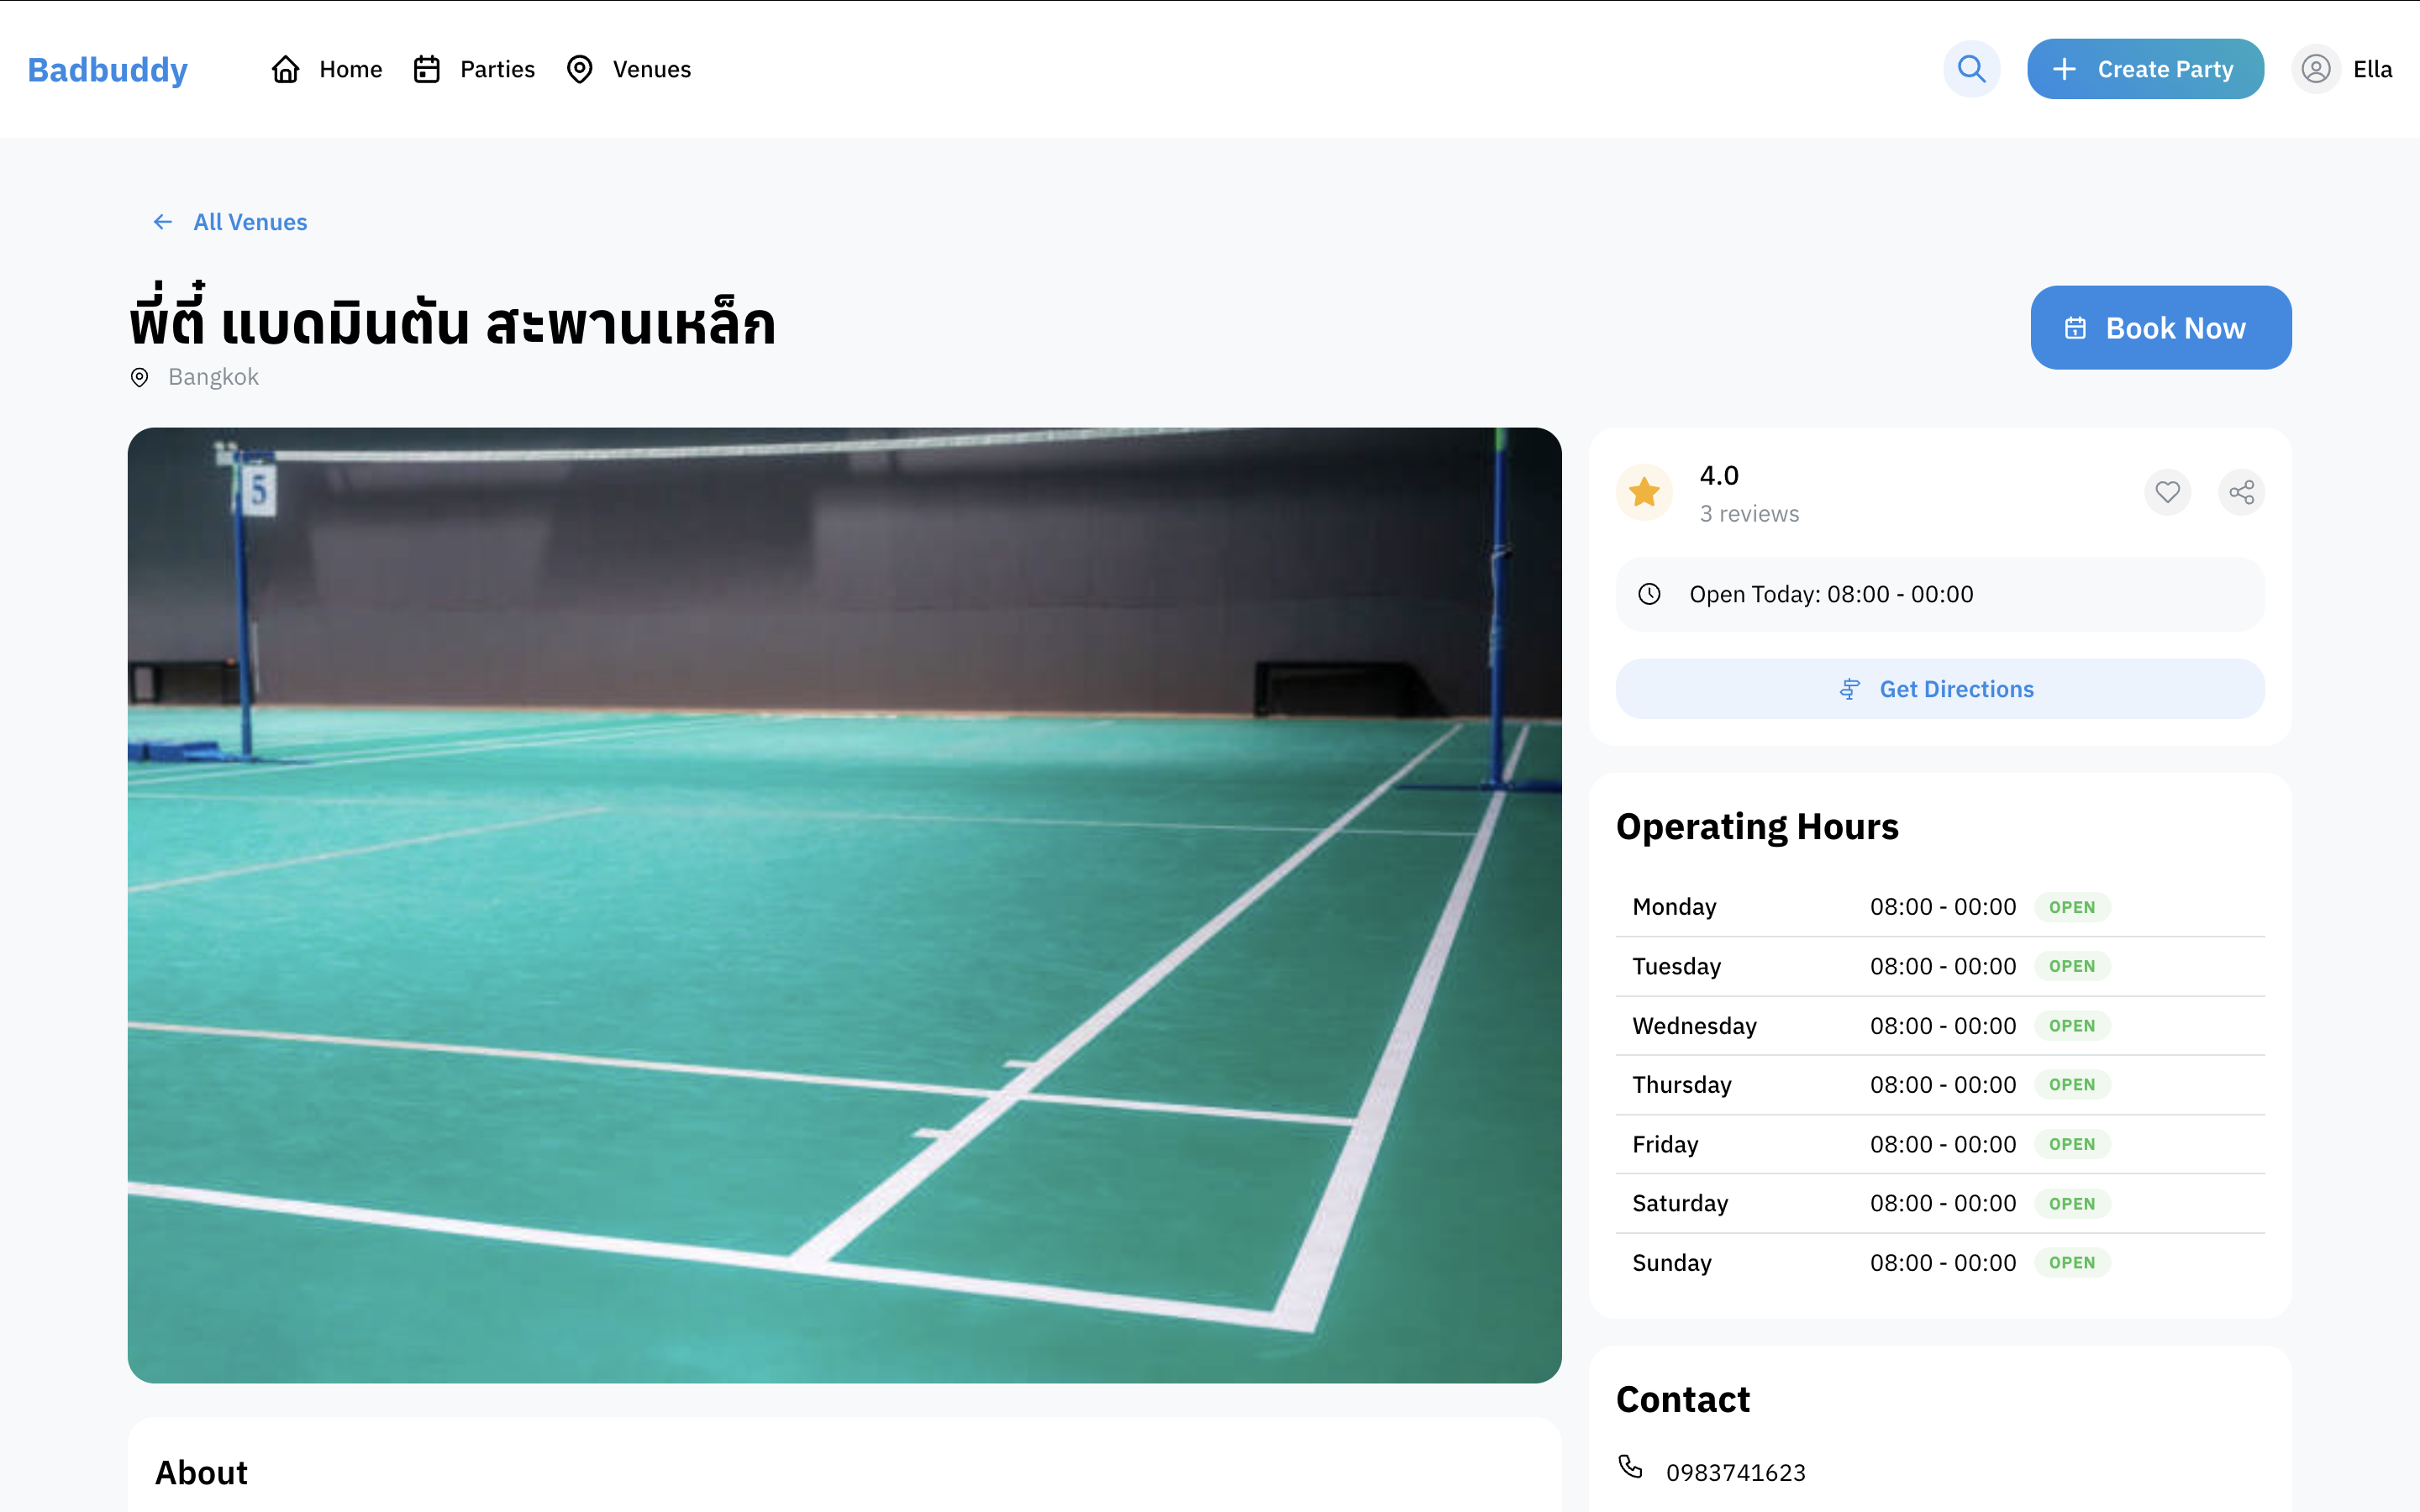 Badbuddy
Home
Parties
Venues
Create Party
Ella
All Venues
พี่ตี๋ แบดมินตัน สะพานเหล็ก
Bangkok
Book Now
5
4.0
3 reviews
Open Today: 08:00 - 00:00
Get Directions
Operating Hours
Monday 08:00 - 00:00 OPEN
Tuesday 08:00 - 00:00 OPEN
Wednesday 08:00 - 00:00 OPEN
Thursday 08:00 - 00:00 OPEN
Friday 08:00 - 00:00 OPEN
Saturday 08:00 - 00:00 OPEN
Sunday 08:00 - 00:00 OPEN
Contact
0983741623
About